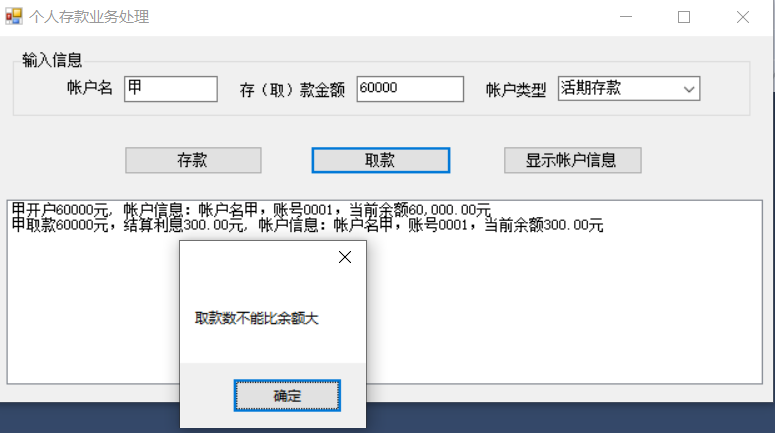 个人存款业务处理
输入信息
帐户名 甲 存（取）款金额 60000 帐户类型 活期存款
存款 取款 显示帐户信息
甲开户60000元, 帐户信息：帐户名甲，账号0001，当前余额60,000.00元
甲取款60000元，结算利息300.00元, 帐户信息：帐户名甲，账号0001，当前余额300.00元
取款数不能比余额大
确定